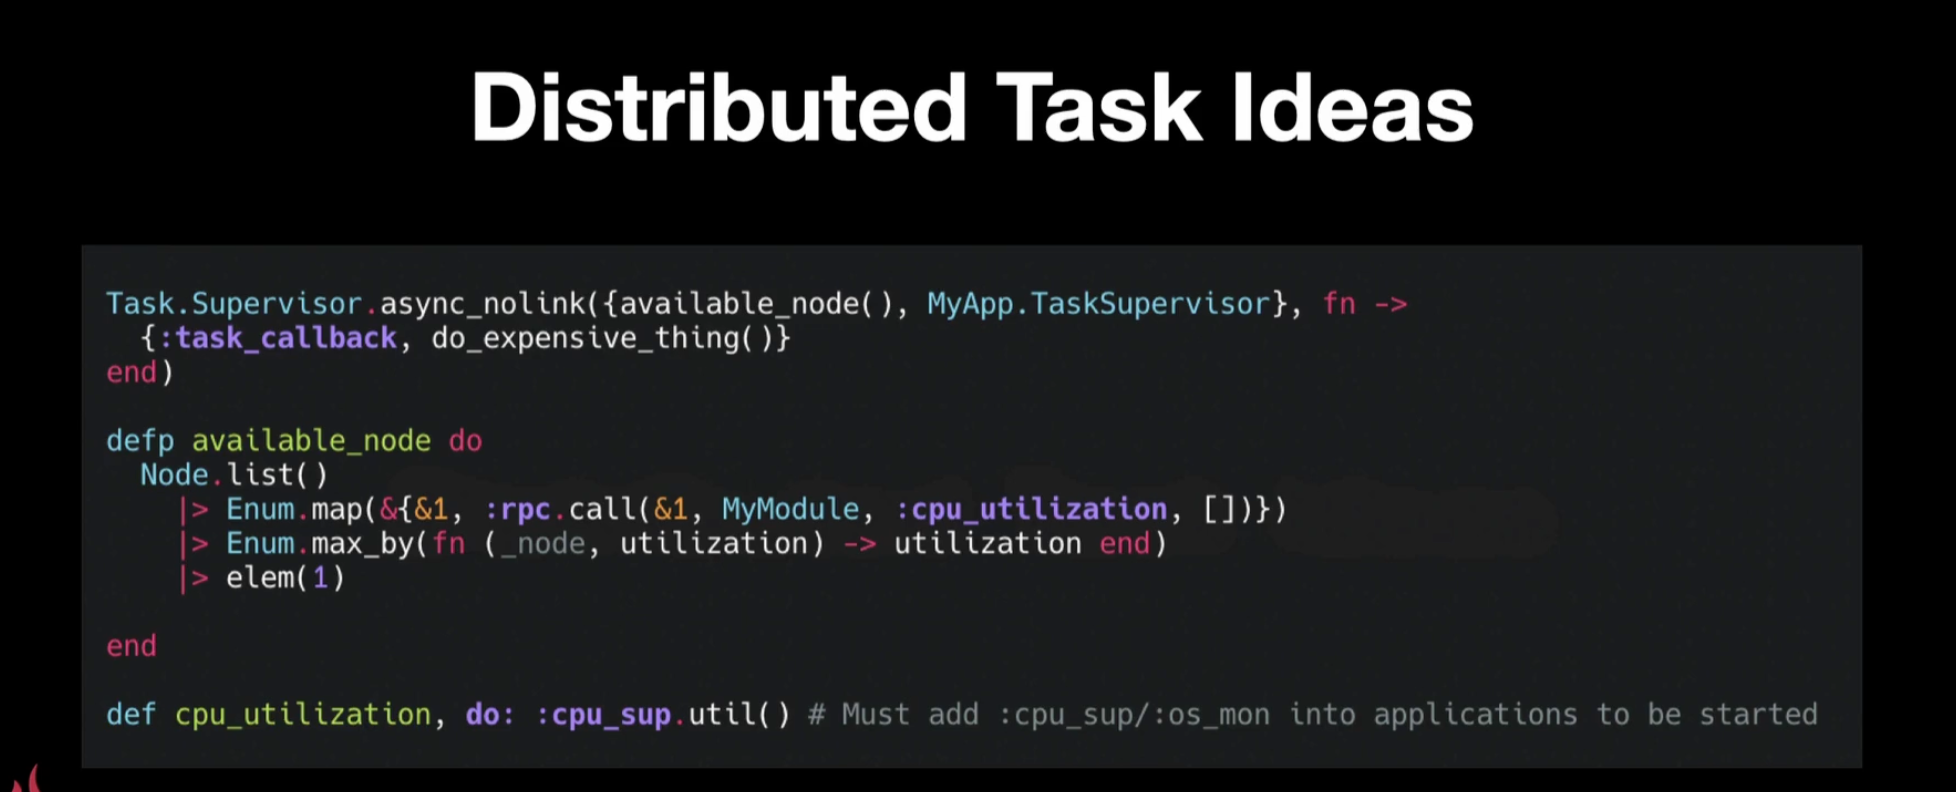 Distributed Task Ideas
Task.Supervisor.async_nolink({available_node(), MyApp.TaskSupervisor}, fn ->
  {:task_callback, do_expensive_thing()}
end)
defp available_node do
  Node.list()
    |> Enum.map(&{&1, :rpc.call(&1, MyModule, :cpu_utilization, [])})
    |> Enum.max_by(fn (_node, utilization) -> utilization end)
    |> elem(1)
end
def cpu_utilization, do: :cpu_sup.util() # Must add :cpu_sup/:os_mon into applications to be started